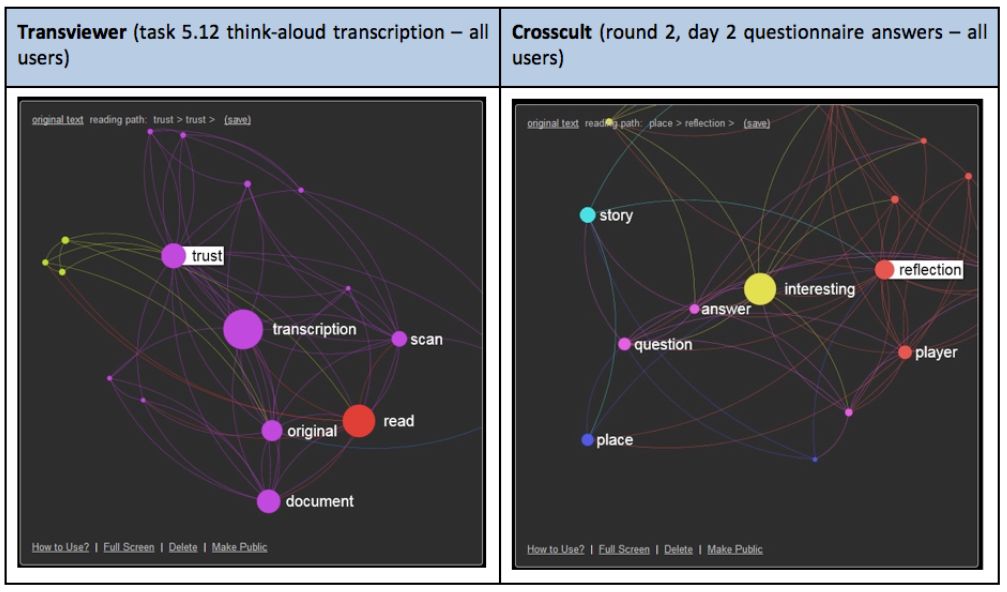 Transviewer (task 5.12 think-aloud transcription – all
users)
Crosscult (round 2, day 2 questionnaire answers – all
users)
original text reading path: trust > trust > (save)
trust
transcription
scan
read
original
document
How to Use? | Full Screen | Delete | Make Public
original text reading path: place > reflection > (save)
story
reflection
interesting
answer
question
player
place
How to Use? | Full Screen | Delete | Make Public